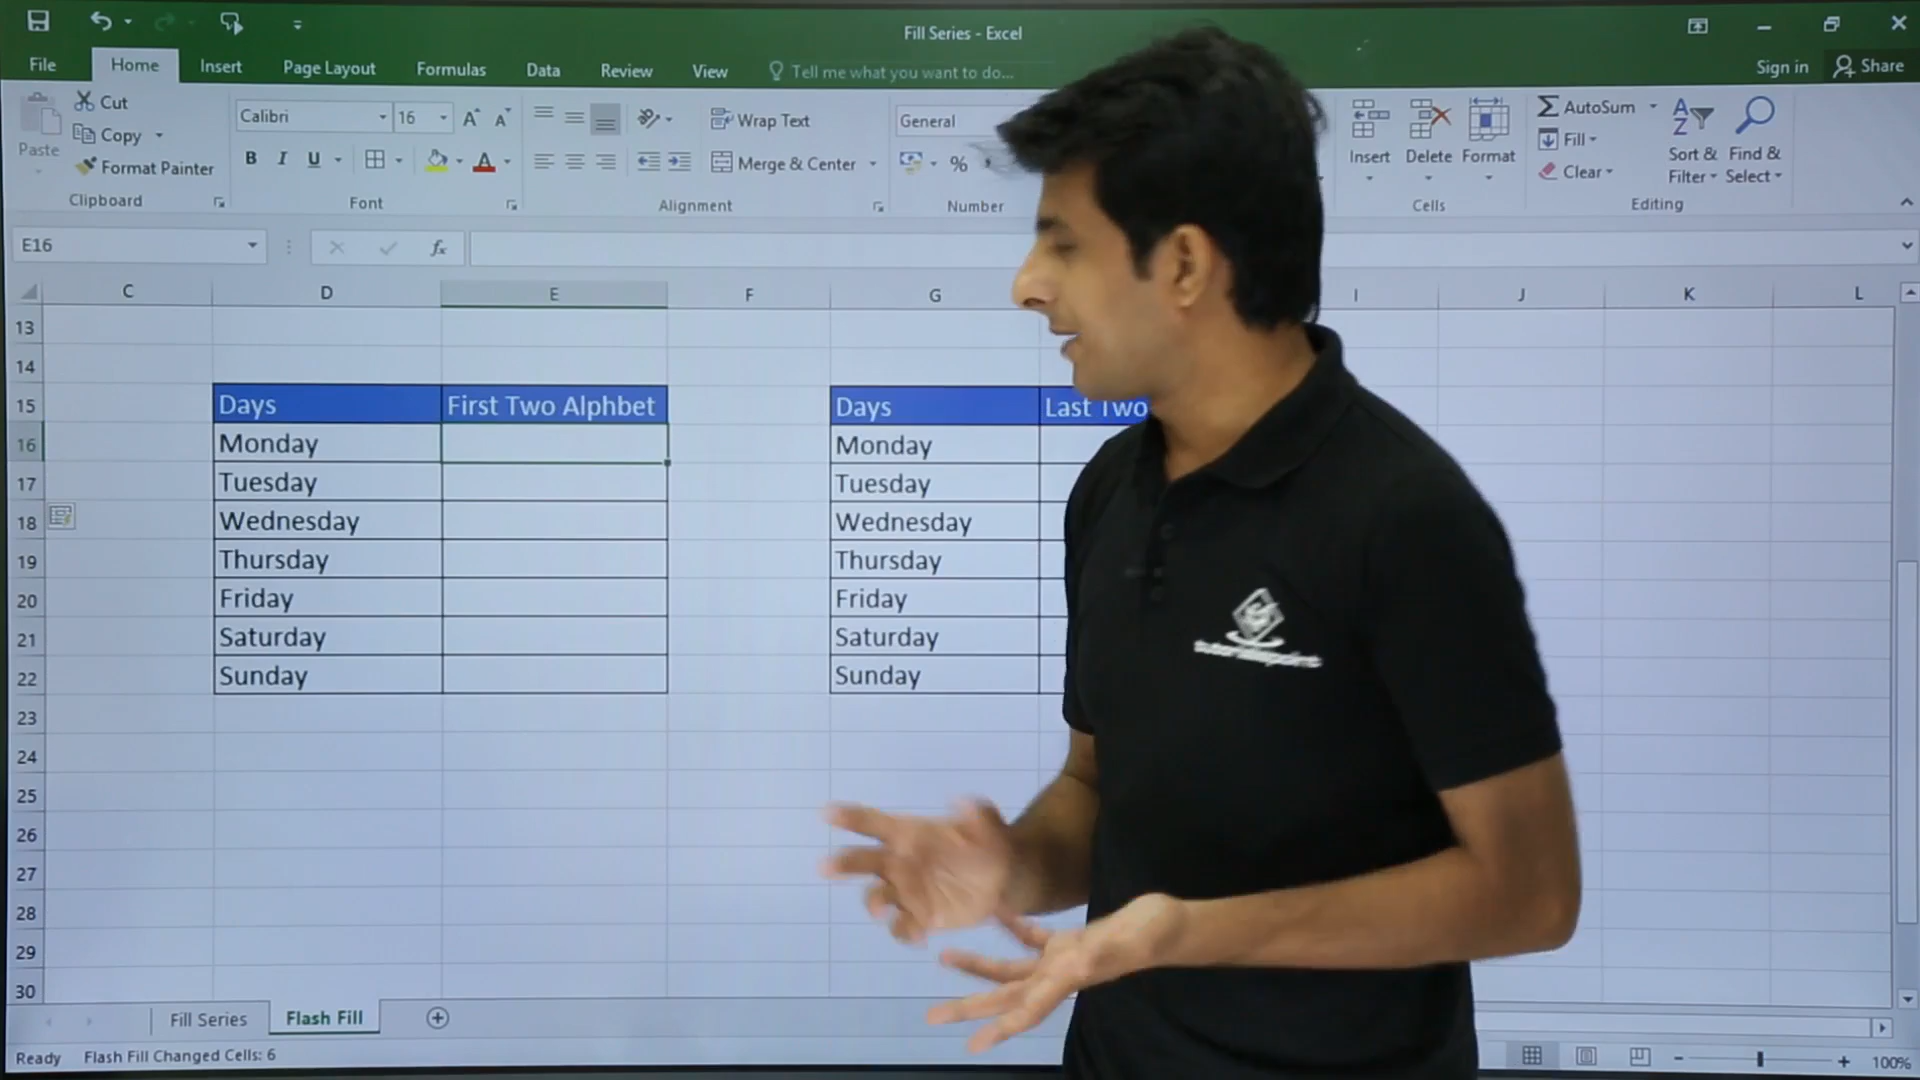 Fill Series - Excel
File Home Insert Page Layout Formulas Data Review View Tell me what you want to do... Sign in Share
Paste Cut
Copy
Format Painter
Clipboard
Calibri 16
B I U A
Font
Wrap Text
Merge & Center
Alignment
General
%
Number
Insert Delete Format
Cells
AutoSum
Fill
Clear
Sort & Filter
Find & Select
Editing
E16 fx
C D E F G I J K L
13
14
15 Days First Two Alphbet Days Last Two
16 Monday Monday
17 Tuesday Tuesday
18 Wednesday Wednesday
19 Thursday Thursday
20 Friday Friday
21 Saturday Saturday
22 Sunday Sunday
23
24
25
26
27
28
29
30
Fill Series Flash Fill
Ready Flash Fill Changed Cells: 6 100%